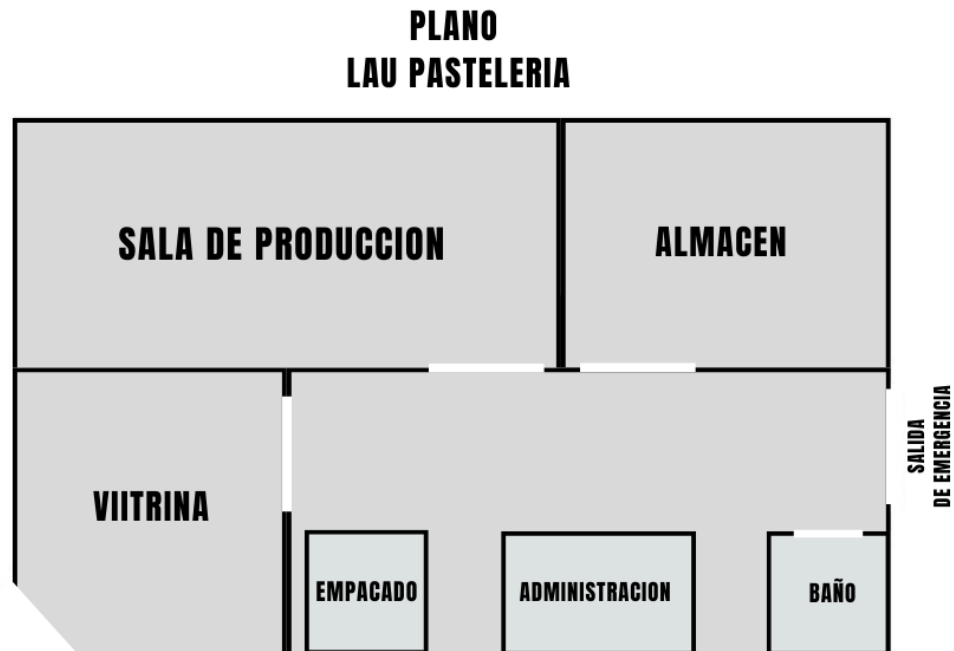 PLANO
LAU PASTELERIA
SALA DE PRODUCCION
ALMACEN
SALIDA
DE EMERGENCIA
VIITRINA
EMPACADO
ADMINISTRACION
BAÑO